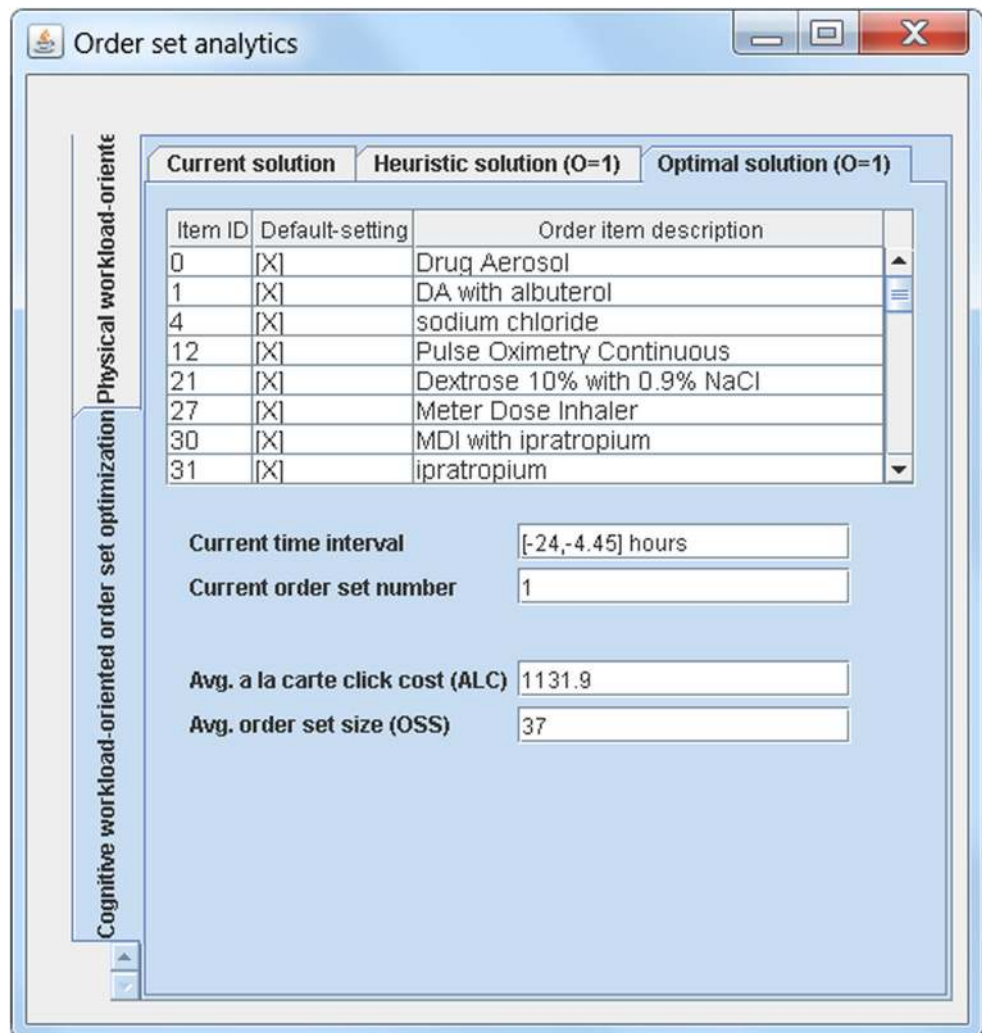 Order set analytics
Physical workload-oriente
Cognitive workload-oriented order set optimization
Current solution Heuristic solution (O=1) Optimal solution (O=1)
Item ID Default-setting Order item description
0 [X] Drug Aerosol
1 [X] DA with albuterol
4 [X] sodium chloride
12 [X] Pulse Oximetry Continuous
21 [X] Dextrose 10% with 0.9% NaCl
27 [X] Meter Dose Inhaler
30 [X] MDI with ipratropium
31 [X] ipratropium
Current time interval [-24,-4.45] hours
Current order set number 1
Avg. a la carte click cost (ALC) 1131.9
Avg. order set size (OSS) 37